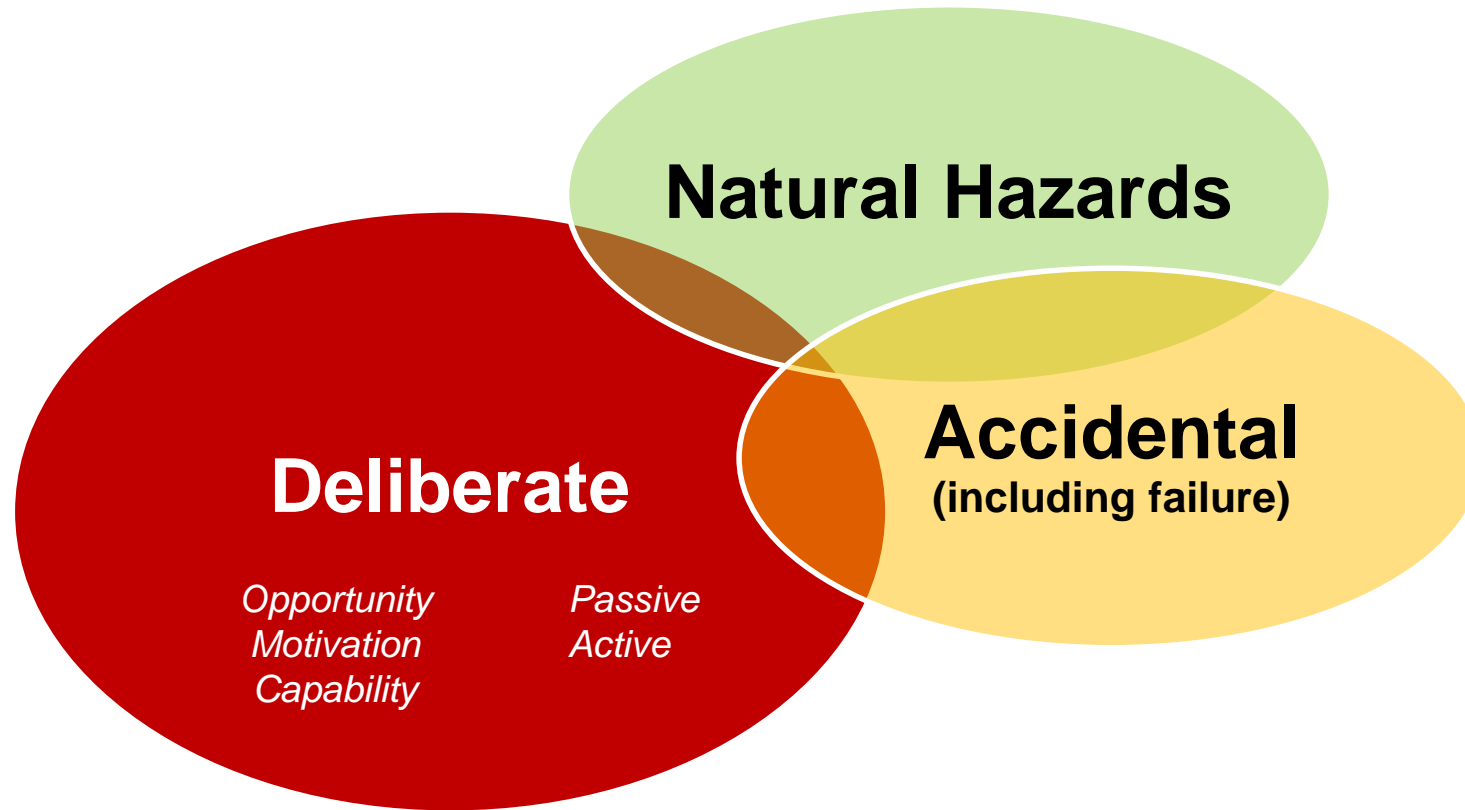 Natural Hazards
Accidental
(including failure)
Deliberate
Opportunity
Motivation
Capability
Passive
Active